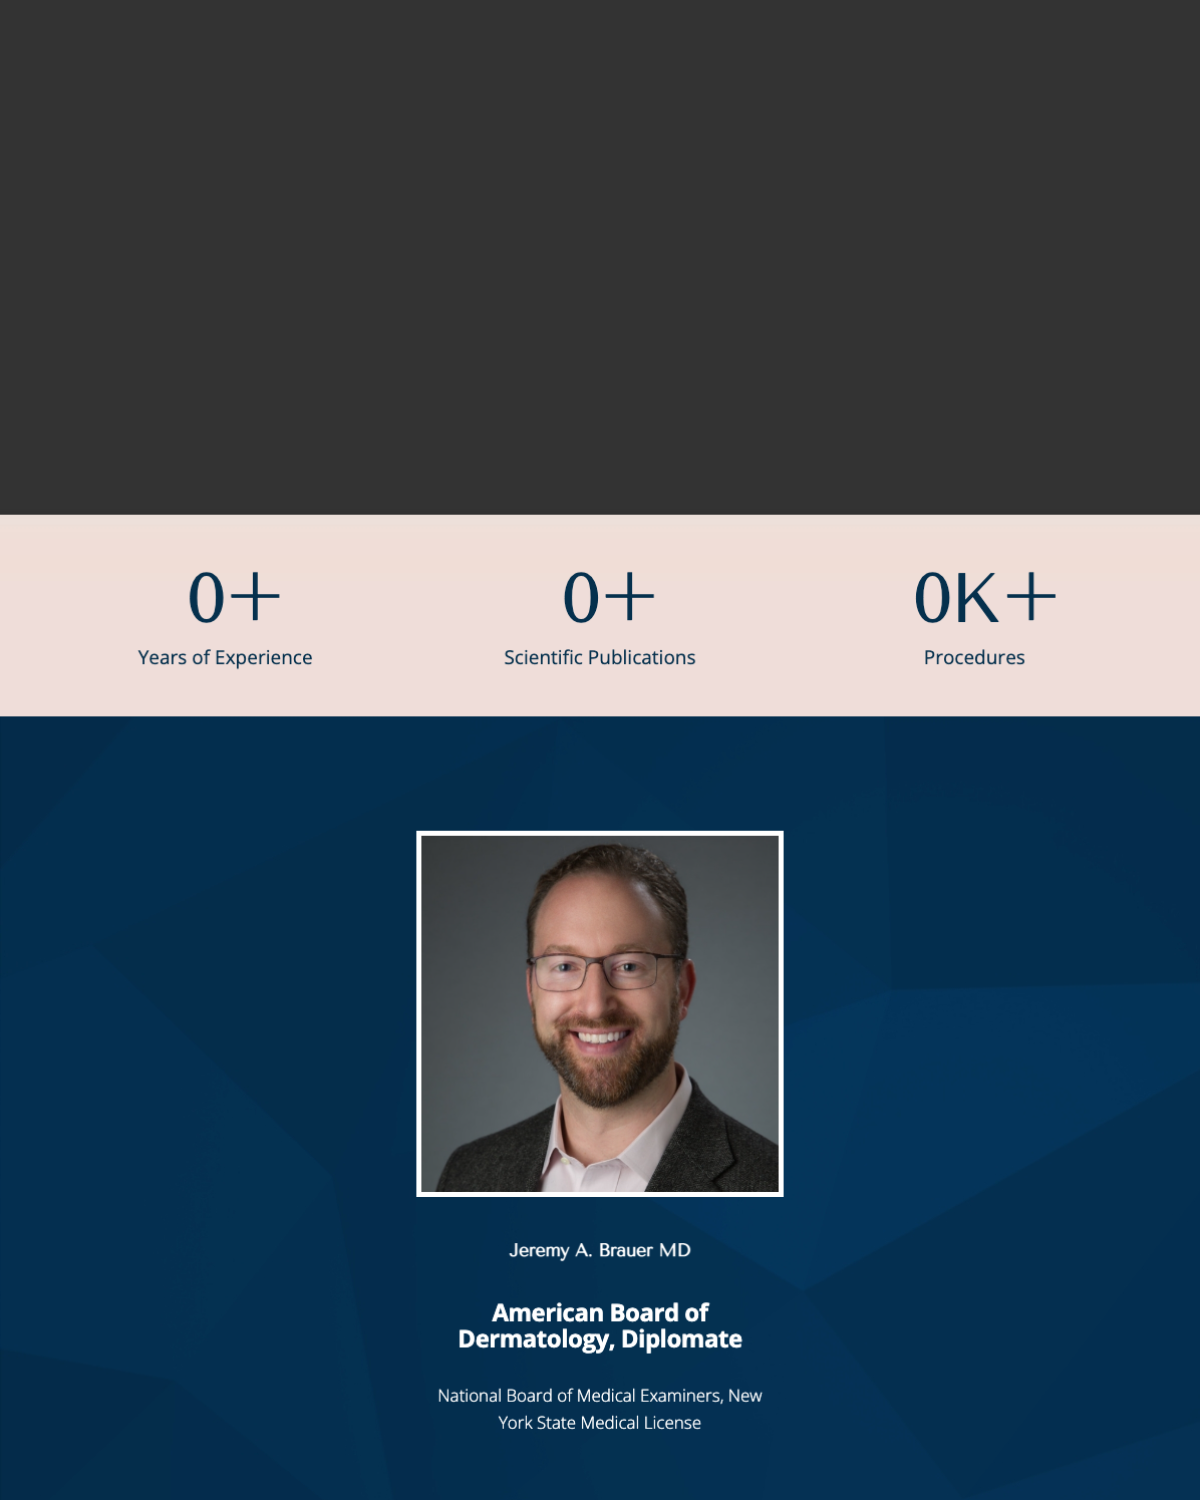 0+
Years of Experience
0+
Scientific Publications
0K+
Procedures
Jeremy A. Brauer MD
American Board of
Dermatology, Diplomate
National Board of Medical Examiners, New
York State Medical License